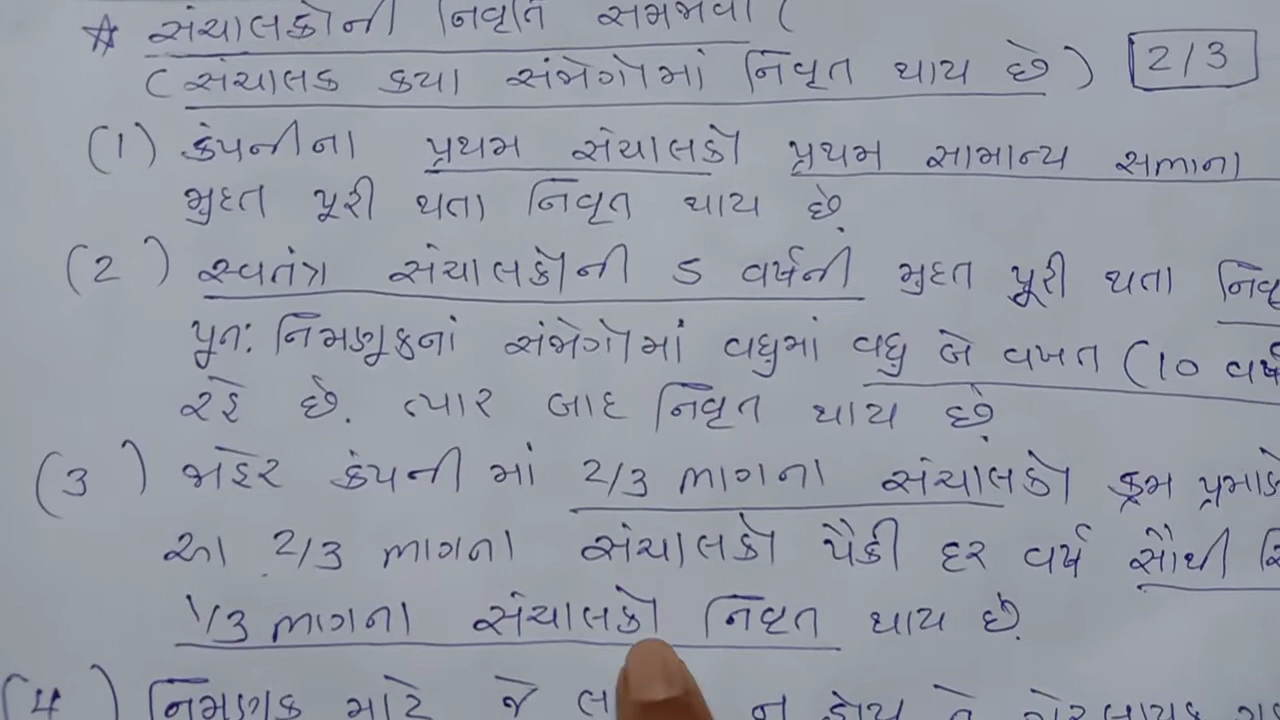 ☆ સંચાલકોની નિવૃતિ સમજાવો (
(સંચાલક કયા સંજોગોમાં નિવૃત થાય છે) 2/3
(1) કંપનીના પ્રથમ સંચાલકો પ્રથમ સામાન્ય સભાના
મુદત પૂરી થતા નિવૃત થાય છે.
(2) સ્વતંત્ર સંચાલકોની 5 વર્ષની મુદત પૂરી થતા
પૂન: નિમણૂકનાં સંજોગોમાં વધુમાં વધુ બે વખત (10 વર્ષ
રહે છે. ત્યાર બાદ નિવૃત થાય છે.
(3) જાહેર કંપની માં 2/3 ભાગના સંચાલકો ક્રમ
આ 2/3 ભાગના સંચાલકો પૈકી દર વર્ષે સૌથી
1/3 ભાગના સંચાલકો નિવૃત થાય છે.
(4) નિમણૂક માટે જે